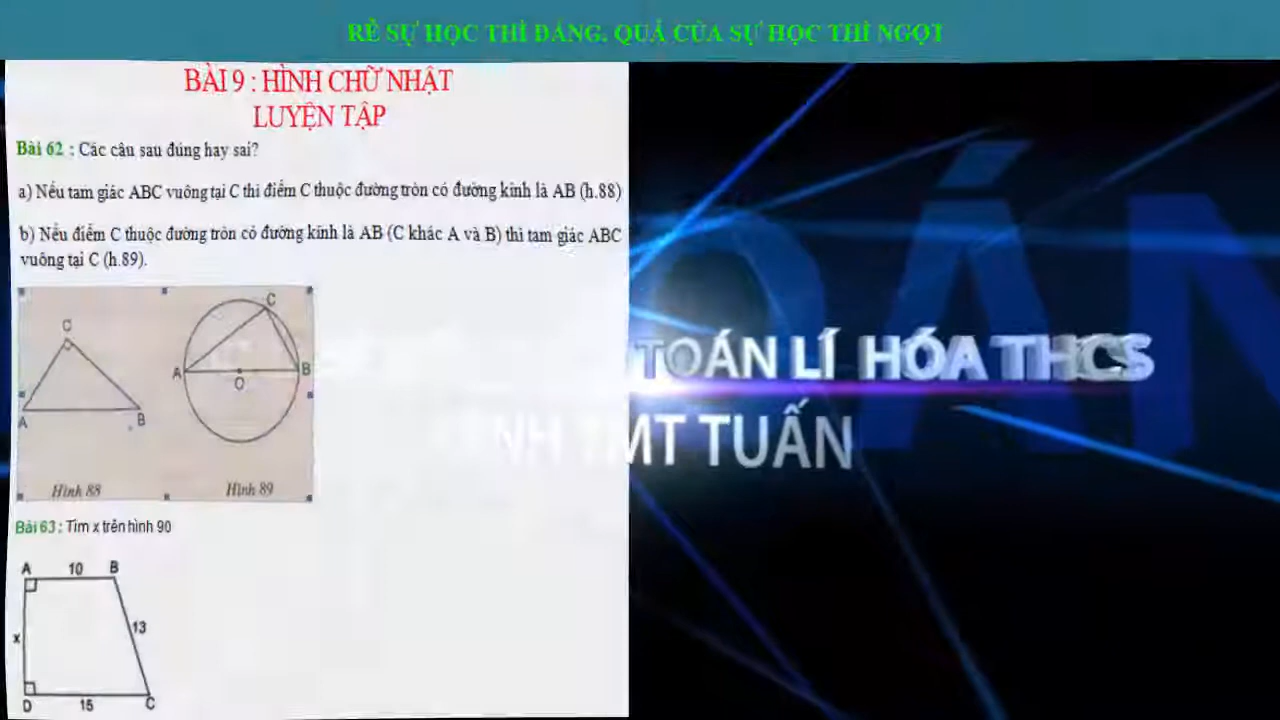 RỄ SỰ HỌC THÌ ĐẮNG. QUẢ CỦA SỰ HỌC THÌ NGỌT
BÀI 9 : HÌNH CHỮ NHẬT
LUYỆN TẬP
Bài 62 : Các câu sau đúng hay sai?
a) Nếu tam giác ABC vuông tại C thì điểm C thuộc đường tròn có đường kính là AB (h.88)
b) Nếu điểm C thuộc đường tròn có đường kính là AB (C khác A và B) thì tam giác ABC
vuông tại C (h.89).
C
A
B
Hình 88
C
A
O
B
Hình 89
TOÁN LÍ HÓA THCS
TUẤN
Bài 63 : Tìm x trên hình 90
A 10 B
x
13
D 15 C